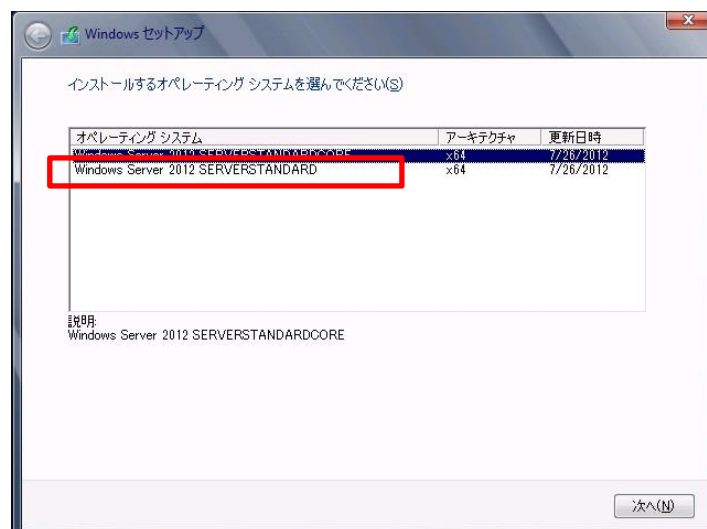 Windows セットアップ
インストールするオペレーティング システムを選んでください(S)
オペレーティング システム アーキテクチャ 更新日時
Windows Server 2012 SERVERSTANDARDCORE x64 7/26/2012
Windows Server 2012 SERVERSTANDARD x64 7/26/2012
説明:
Windows Server 2012 SERVERSTANDARDCORE
次へ(N)